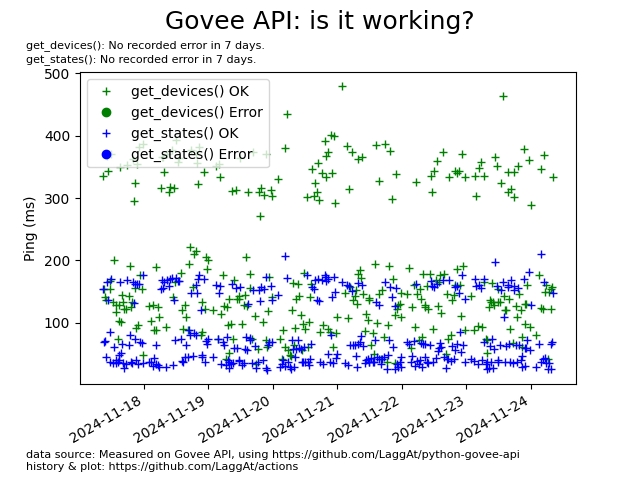 Govee API: is it working?
get_devices(): No recorded error in 7 days.
get_states(): No recorded error in 7 days.
500
400
300
200
100
Ping (ms)
get_devices() OK
get_devices() Error
get_states() OK
get_states() Error
2024-11-18
2024-11-19
2024-11-20
2024-11-21
2024-11-22
2024-11-23
2024-11-24
data source: Measured on Govee API, using https://github.com/LaggAt/python-govee-api
history & plot: https://github.com/LaggAt/actions